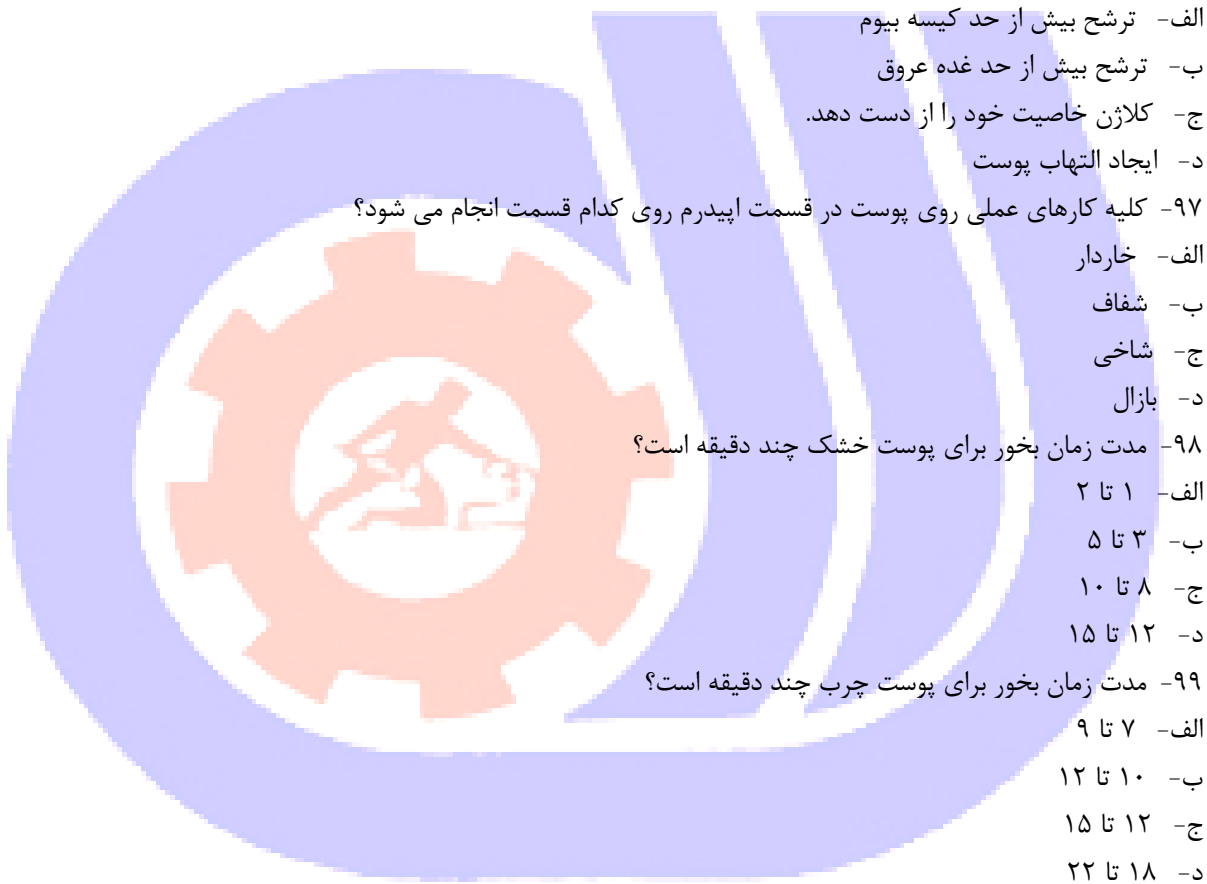 الف- ترشح بیش از حد کیسه بیوم
ب- ترشح بیش از حد غده عروق
ج- کلاژن خاصیت خود را از دست دهد.
د- ایجاد التهاب پوست
۹۷- کلیه کارهای عملی روی پوست در قسمت اپیدرم روی کدام قسمت انجام می شود؟
الف- خاردار
ب- شفاف
ج- شاخی
د- بازال
۹۸- مدت زمان بخور برای پوست خشک چند دقیقه است؟
الف- ۱ تا ۲
ب- ۳ تا ۵
ج- ۸ تا ۱۰
د- ۱۲ تا ۱۵
۹۹- مدت زمان بخور برای پوست چرب چند دقیقه است؟
الف- ۷ تا ۹
ب- ۱۰ تا ۱۲
ج- ۱۲ تا ۱۵
د- ۱۸ تا ۲۲